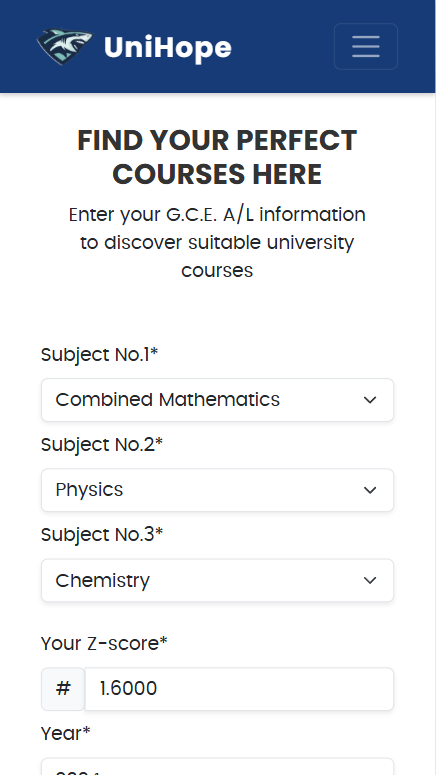 UniHope
FIND YOUR PERFECT
COURSES HERE
Enter your G.C.E. A/L information
to discover suitable university
courses
Subject No.1*
Combined Mathematics
Subject No.2*
Physics
Subject No.3*
Chemistry
Your Z-score*
# 1.6000
Year*